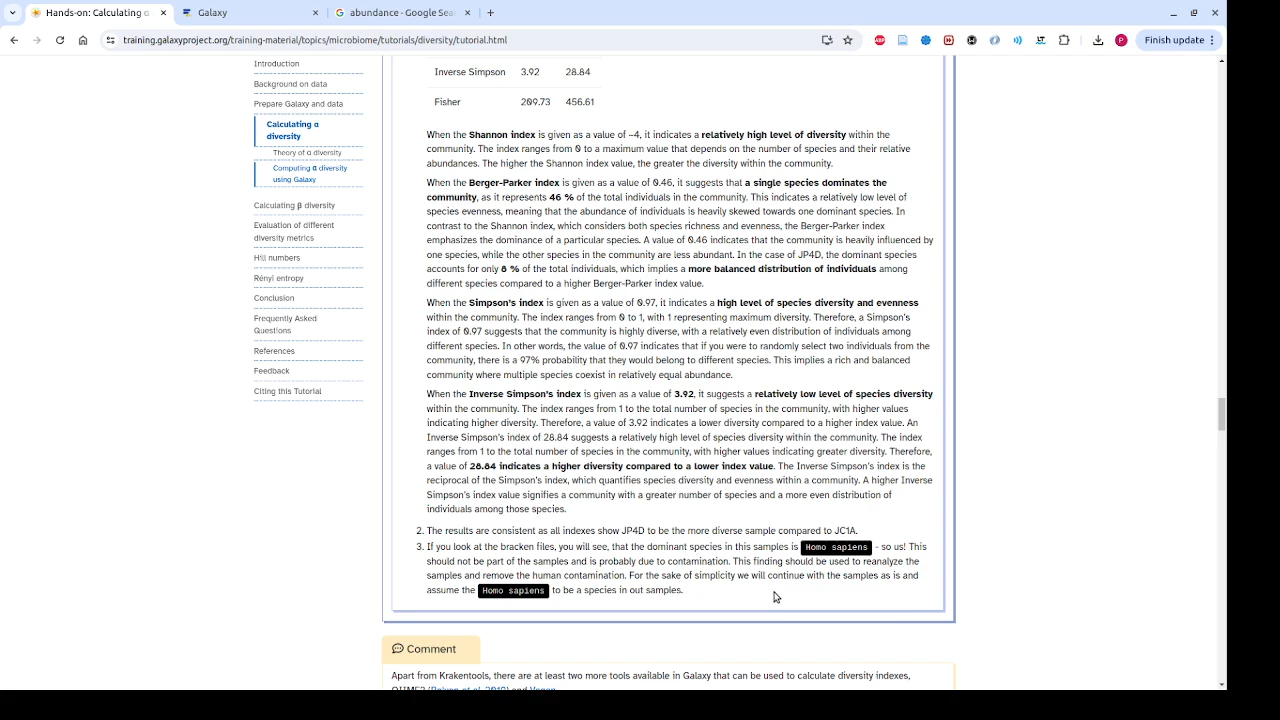 Hands-on: Calculating α
Galaxy
abundance - Google Sea
training.galaxyproject.org/training-material/topics/microbiome/tutorials/diversity/tutorial.html
Finish update
Introduction
Background on data
Prepare Galaxy and data
Calculating α
diversity
Theory of α diversity
Computing α diversity
using Galaxy
Calculating β diversity
Evaluation of different
diversity metrics
Hill numbers
Rényi entropy
Conclusion
Frequently Asked
Questions
References
Feedback
Citing this Tutorial
Inverse Simpson 3.92 28.84
Fisher 209.73 456.61
When the Shannon index is given as a value of ~4, it indicates a relatively high level of diversity within the
community. The index ranges from 0 to a maximum value that depends on the number of species and their relative
abundances. The higher the Shannon index value, the greater the diversity within the community.
When the Berger-Parker index is given as a value of 0.46, it suggests that a single species dominates the
community, as it represents 46 % of the total individuals in the community. This indicates a relatively low level of
species evenness, meaning that the abundance of individuals is heavily skewed towards one dominant species. In
contrast to the Shannon index, which considers both species richness and evenness, the Berger-Parker index
emphasizes the dominance of a particular species. A value of 0.46 indicates that the community is heavily influenced by
one species, while the other species in the community are less abundant. In the case of JP4D, the dominant species
accounts for only 8 % of the total individuals, which implies a more balanced distribution of individuals among
different species compared to a higher Berger-Parker index value.
When the Simpson's index is given as a value of 0.97, it indicates a high level of species diversity and evenness
within the community. The index ranges from 0 to 1, with 1 representing maximum diversity. Therefore, a Simpson's
index of 0.97 suggests that the community is highly diverse, with a relatively even distribution of individuals among
different species. In other words, the value of 0.97 indicates that if you were to randomly select two individuals from the
community, there is a 97% probability that they would belong to different species. This implies a rich and balanced
community where multiple species coexist in relatively equal abundance.
When the Inverse Simpson's index is given as a value of 3.92, it suggests a relatively low level of species diversity
within the community. The index ranges from 1 to the total number of species in the community, with higher values
indicating higher diversity. Therefore, a value of 3.92 indicates a lower diversity compared to a higher index value. An
Inverse Simpson's index of 28.84 suggests a relatively high level of species diversity within the community. The index
ranges from 1 to the total number of species in the community, with higher values indicating greater diversity. Therefore,
a value of 28.84 indicates a higher diversity compared to a lower index value. The Inverse Simpson's index is the
reciprocal of the Simpson's index, which quantifies species diversity and evenness within a community. A higher Inverse
Simpson's index value signifies a community with a greater number of species and a more even distribution of
individuals among those species.
2. The results are consistent as all indexes show JP4D to be the more diverse sample compared to JC1A.
3. If you look at the bracken files, you will see, that the dominant species in this samples is Homo sapiens - so us! This
should not be part of the samples and is probably due to contamination. This finding should be used to reanalyze the
samples and remove the human contamination. For the sake of simplicity we will continue with the samples as is and
assume the Homo sapiens to be a species in out samples.
Comment
Apart from Krakentools, there are at least two more tools available in Galaxy that can be used to calculate diversity indexes,